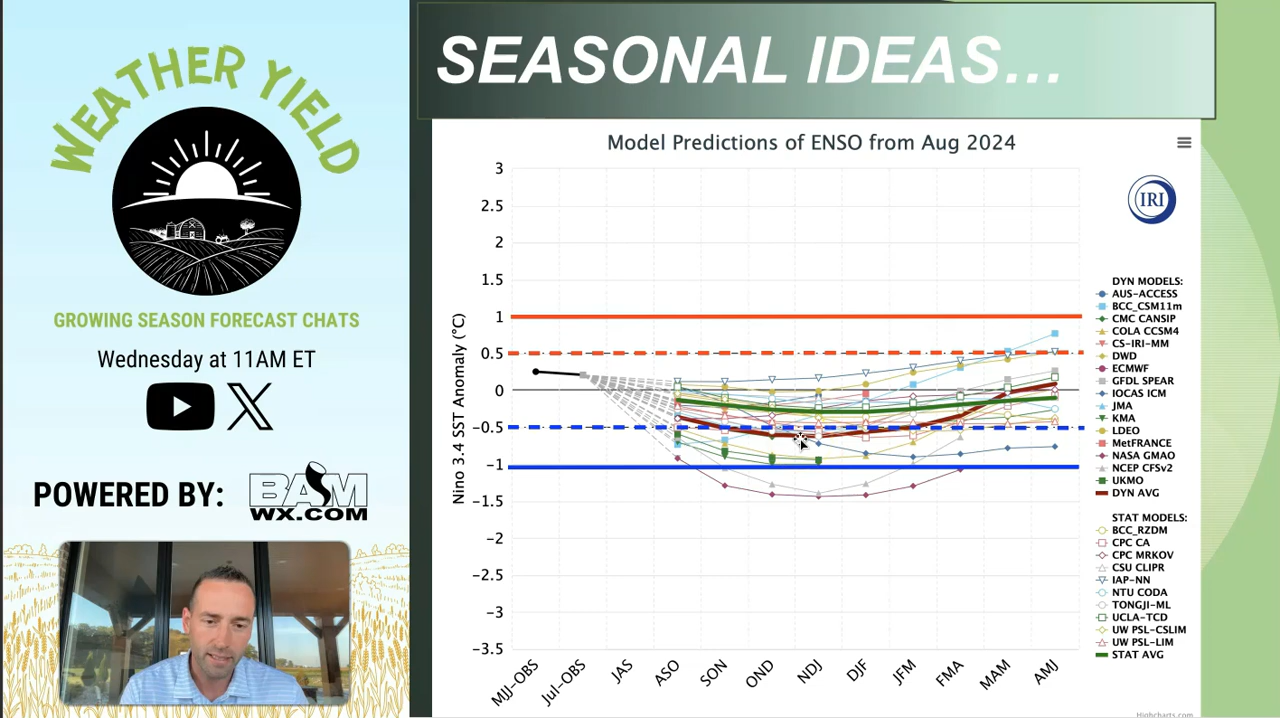 WEATHER YIELD
GROWING SEASON FORECAST CHATS
Wednesday at 11AM ET
POWERED BY:
BAM
WX.COM
SEASONAL IDEAS...
Model Predictions of ENSO from Aug 2024
IRI
Nino 3.4 SST Anomaly (°C)
3
2.5
2
1.5
1
0.5
0
-0.5
-1
-1.5
-2
-2.5
-3
-3.5
MJJ-OBS
Jul-OBS
JAS
ASO
SON
OND
NDJ
DJF
JFM
FMA
MAM
AMJ
DYN MODELS:
AUS-ACCESS
BCC_CSM11m
CMC CANSIP
COLA CCSM4
CS-IRI-MM
DWD
ECMWF
GFDL SPEAR
IOCAS ICM
JMA
KMA
LDEO
MetFRANCE
NASA GMAO
NCEP CFSv2
UKMO
DYN AVG
STAT MODELS:
BCC_RZDM
CPC CA
CPC MRKOV
CSU CLIPR
IAP-NN
NTU CODA
TONGJI-ML
UCLA-TCD
UW PSL-CSLIM
UW PSL-LIM
STAT AVG
Highcharts.com